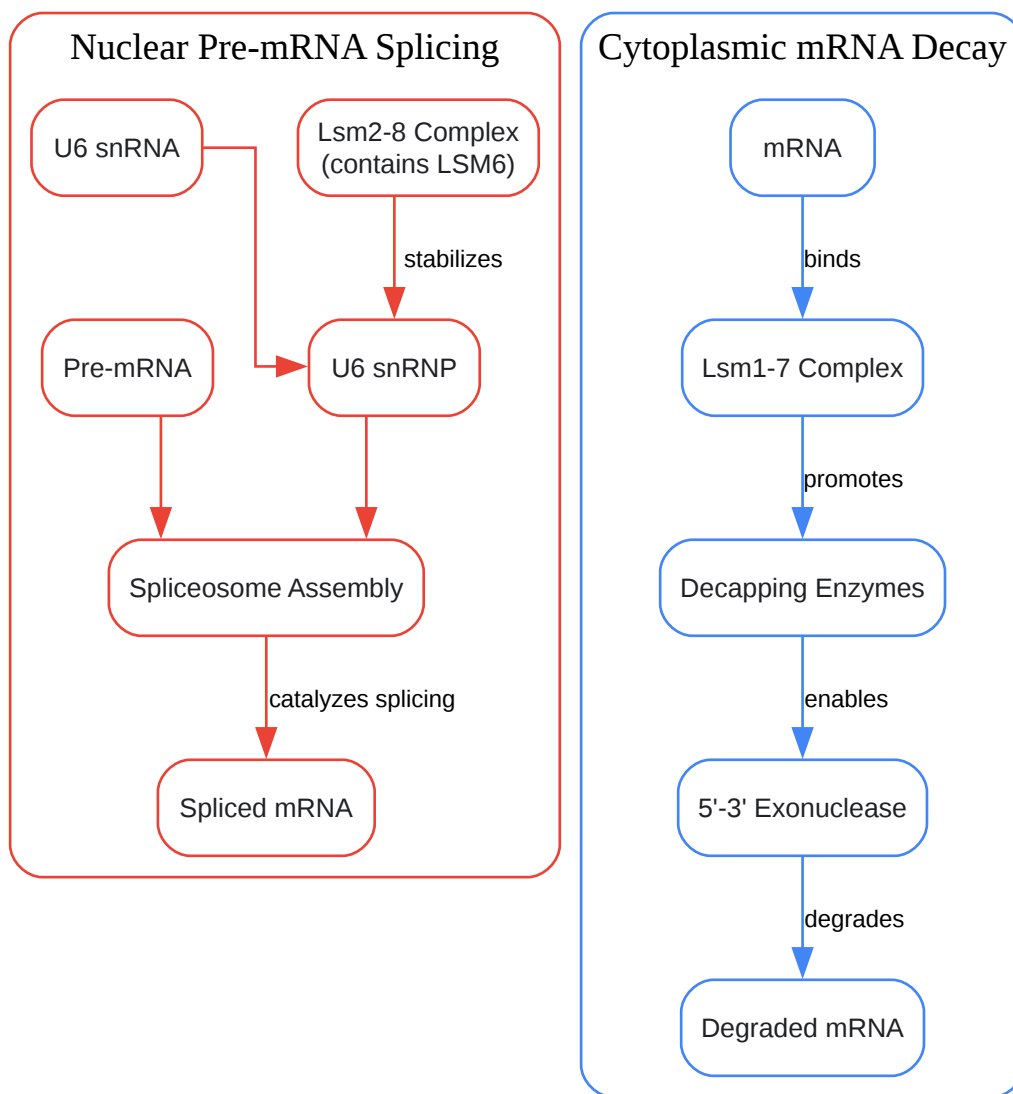 Nuclear Pre-mRNA Splicing
U6 snRNA
Lsm2-8 Complex
(contains LSM6)
stabilizes
Pre-mRNA
U6 snRNP
Spliceosome Assembly
catalyzes splicing
Spliced mRNA
Cytoplasmic mRNA Decay
mRNA
binds
Lsm1-7 Complex
promotes
Decapping Enzymes
enables
5'-3' Exonuclease
degrades
Degraded mRNA